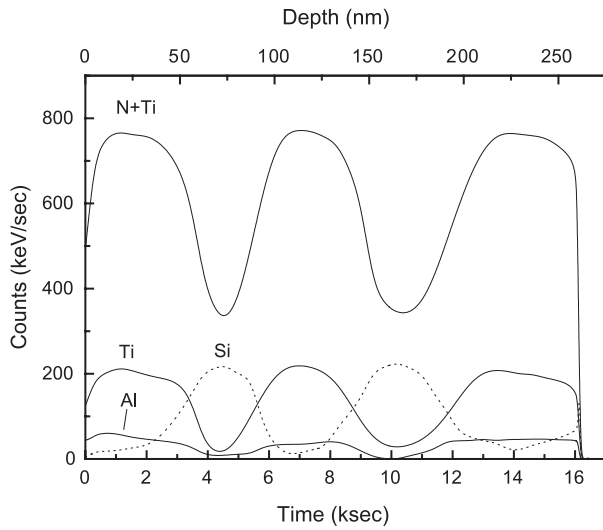 Depth (nm)
0 50 100 150 200 250
N+Ti
800
600
400
200
0
Counts (keV/sec)
Ti
Si
Al
0 2 4 6 8 10 12 14 16
Time (ksec)